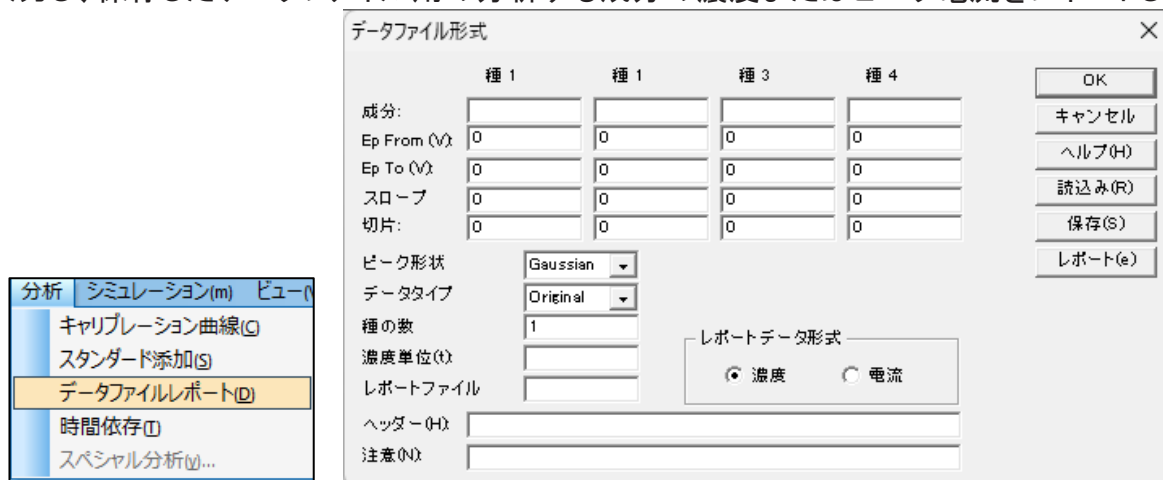 データファイル形式
種 1 種 1 種 3 種 4
成分:
Ep From (V): 0 0 0 0
Ep To (V): 0 0 0 0
スロープ 0 0 0 0
切片: 0 0 0 0
ピーク形状 Gaussian
データタイプ Original
種の数 1
濃度単位(t):
レポートファイル
ヘッダー(H):
注意(N):
レポートデータ形式
濃度 電流
OK
キャンセル
ヘルプ(H)
読込み(R)
保存(S)
レポート(e)
分析 シミュレーション(m) ビュー(
キャリブレーション曲線(C)
スタンダード添加(S)
データファイルレポート(D)
時間依存(T)
スペシャル分析(v)...